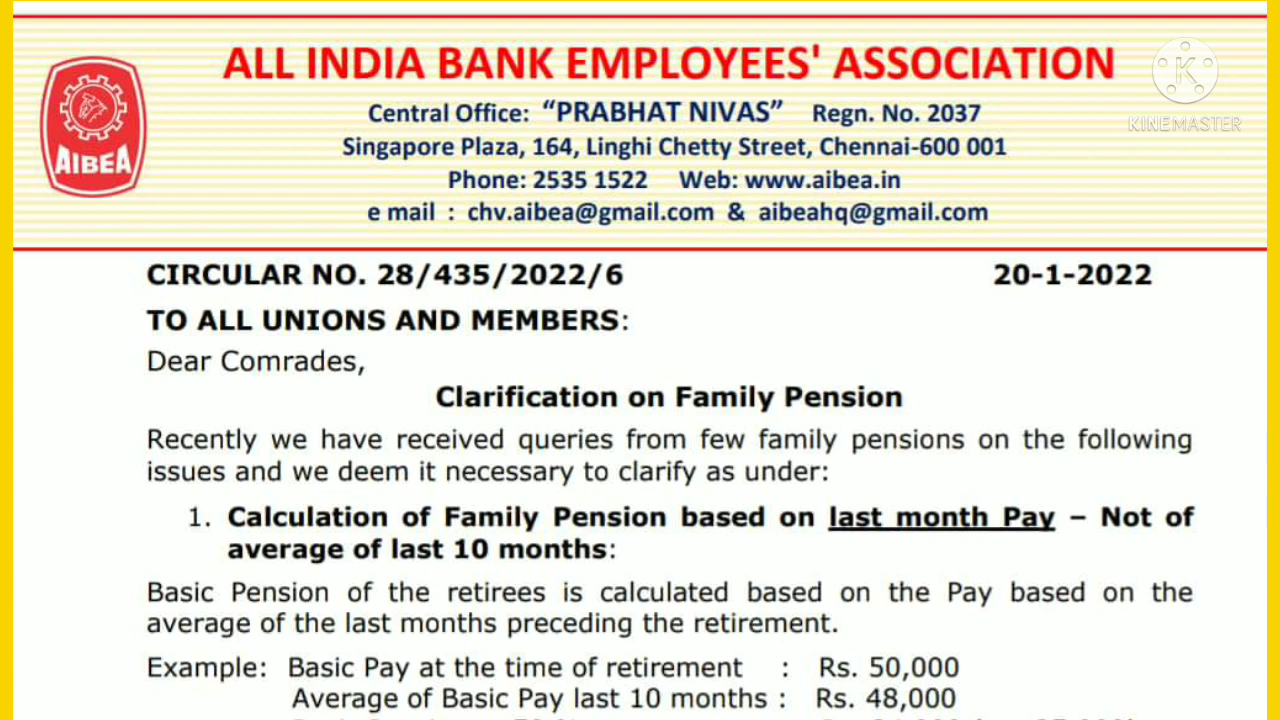 ALL INDIA BANK EMPLOYEES' ASSOCIATION
Central Office: “PRABHAT NIVAS” Regn. No. 2037
Singapore Plaza, 164, Linghi Chetty Street, Chennai-600 001
Phone: 2535 1522 Web: www.aibea.in
e mail : chv.aibea@gmail.com & aibeahq@gmail.com
AIBEA
K
KINEMASTER
CIRCULAR NO. 28/435/2022/6 20-1-2022
TO ALL UNIONS AND MEMBERS:
Dear Comrades,
Clarification on Family Pension
Recently we have received queries from few family pensions on the following
issues and we deem it necessary to clarify as under:
1. Calculation of Family Pension based on last month Pay – Not of
average of last 10 months:
Basic Pension of the retirees is calculated based on the Pay based on the
average of the last months preceding the retirement.
Example: Basic Pay at the time of retirement : Rs. 50,000
Average of Basic Pay last 10 months : Rs. 48,000